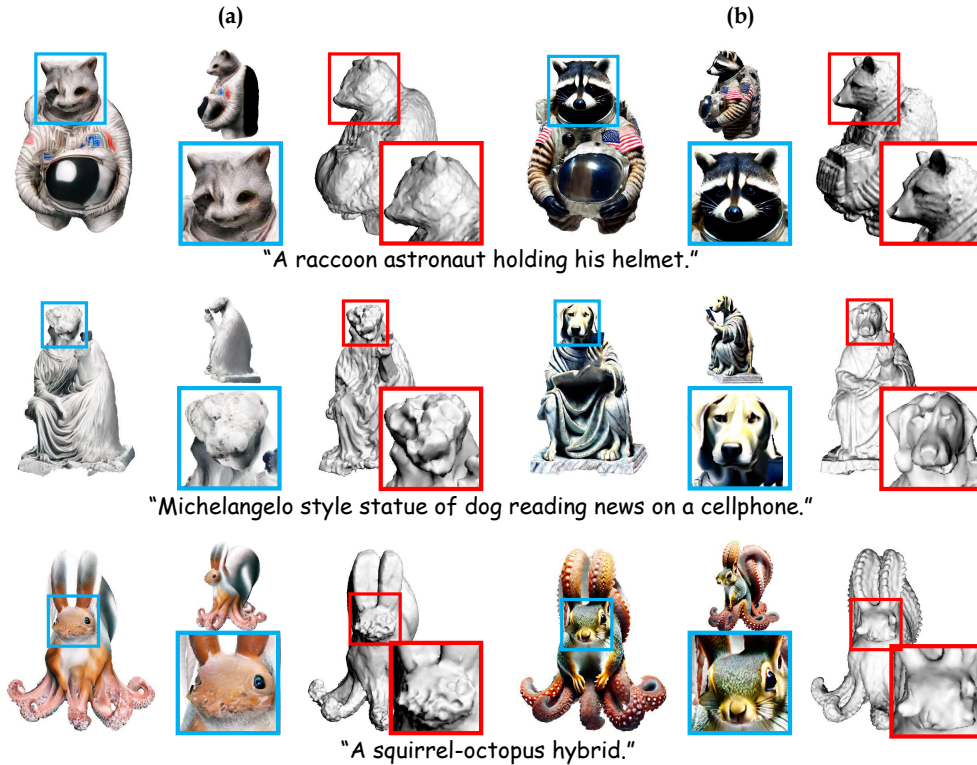 (a) (b)
“A raccoon astronaut holding his helmet.”
“Michelangelo style statue of dog reading news on a cellphone.”
“A squirrel-octopus hybrid.”